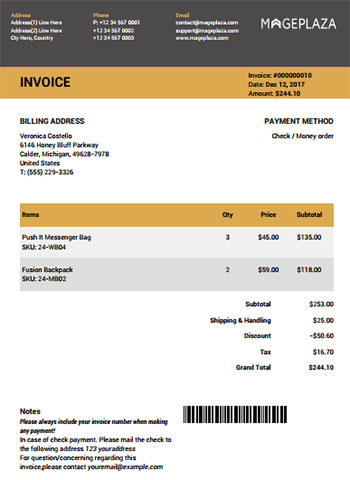 Address
Address(1) Line Here
Address(2) Line Here
City Here, Country
Phone
P: +12 34 567 0001
+12 34 567 0002
+12 34 567 0003
Email
contact@mageplaza.com
support@www.mageplaza.com
www.mageplaza.com
MAGEPLAZA
INVOICE
Invoice: #000000010
Date: Dec 12, 2017
Amount: $244.10
BILLING ADDRESS
Veronica Costello
6146 Honey Bluff Parkway
Calder, Michigan, 49628-7978
United States
T: (555) 229-3326
PAYMENT METHOD
Check / Money order
Items Qty Price Subtotal
Push It Messenger Bag 3 $45.00 $135.00
SKU: 24-WB04
Fusion Backpack 2 $59.00 $118.00
SKU: 24-MB02
Subtotal $253.00
Shipping & Handling $25.00
Discount -$50.60
Tax $16.70
Grand Total $244.10
Notes
Please always include your invoice number when making
any payment!
In case of check payment. Please mail the check to
the following address 123 youraddress
For question/concerning regarding this
invoice,please contact youremail@example.com